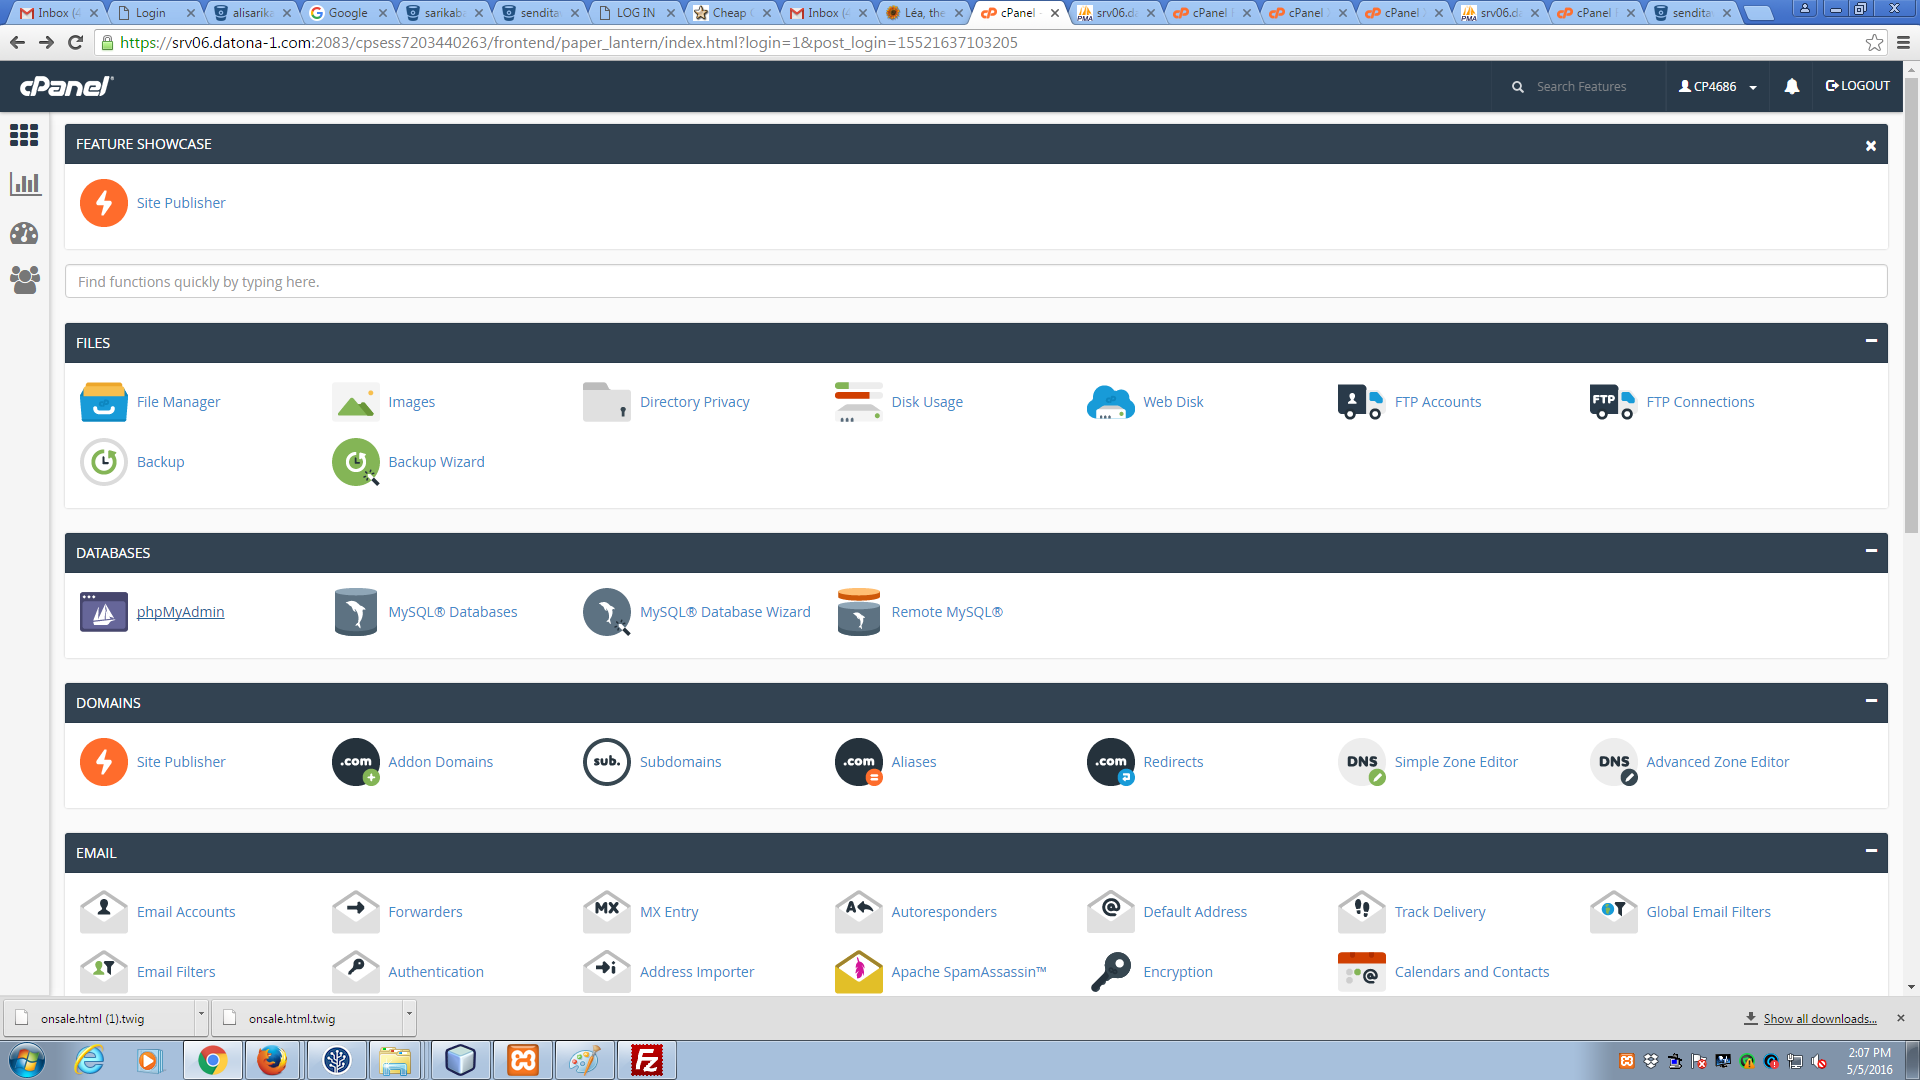 Inbox (4
Login
alisarika
Google
sarikaba
sendita
LOG IN
Cheap
Inbox (4
Léa, the
cPanel
srv06.da
cPanel
cPanel
cPanel
srv06.da
cPanel
sendita
https://srv06.datona-1.com:2083/cpsess7203440263/frontend/paper_lantern/index.html?login=1&post_login=15521637103205
cPanel
Search Features
CP4686
LOGOUT
FEATURE SHOWCASE
Site Publisher
Find functions quickly by typing here.
FILES
File Manager
Images
Directory Privacy
Disk Usage
Web Disk
FTP Accounts
FTP
FTP Connections
Backup
Backup Wizard
DATABASES
phpMyAdmin
MySQL® Databases
MySQL® Database Wizard
Remote MySQL®
DOMAINS
Site Publisher
.com
Addon Domains
sub.
Subdomains
.com
Aliases
.com
Redirects
DNS
Simple Zone Editor
DNS
Advanced Zone Editor
EMAIL
Email Accounts
Forwarders
MX
MX Entry
A
Autoresponders
@
Default Address
Track Delivery
Global Email Filters
Email Filters
Authentication
Address Importer
Apache SpamAssassin™
Encryption
@
Calendars and Contacts
onsale.html (1).twig
onsale.html.twig
Show all downloads...
Fz
2:07 PM
5/5/2016